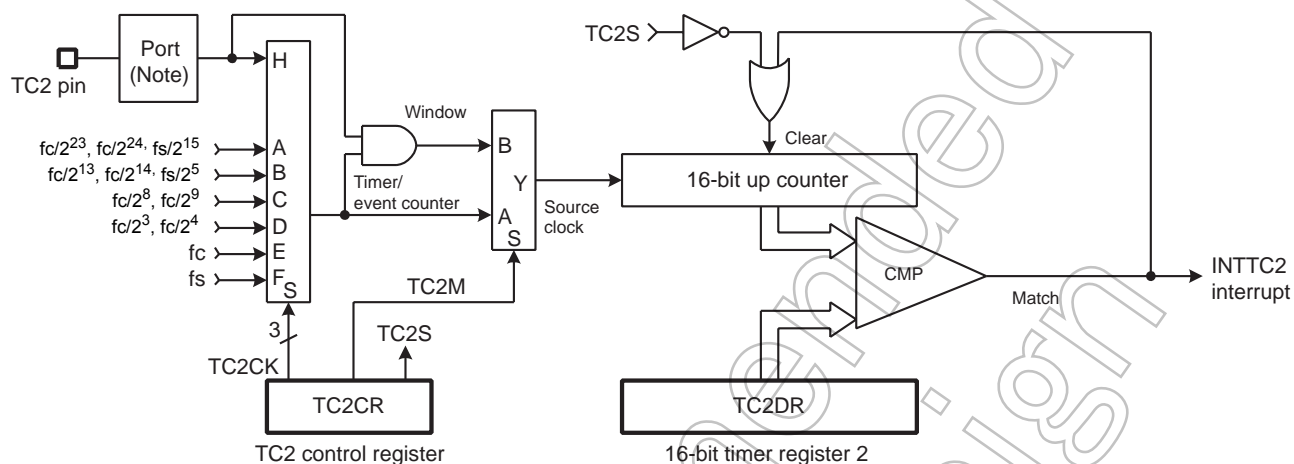 TC2 pin
Port
(Note)
H
A
B
C
D
E
F
S
fc/2^23, fc/2^24, fs/2^15
fc/2^13, fc/2^14, fs/2^5
fc/2^8, fc/2^9
fc/2^3, fc/2^4
fc
fs
Window
Timer/
event counter
B
Y
A
S
Source
clock
TC2S
Clear
16-bit up counter
CMP
Match
INTTC2
interrupt
TC2M
3
TC2S
TC2CK
TC2CR
TC2DR
TC2 control register
16-bit timer register 2